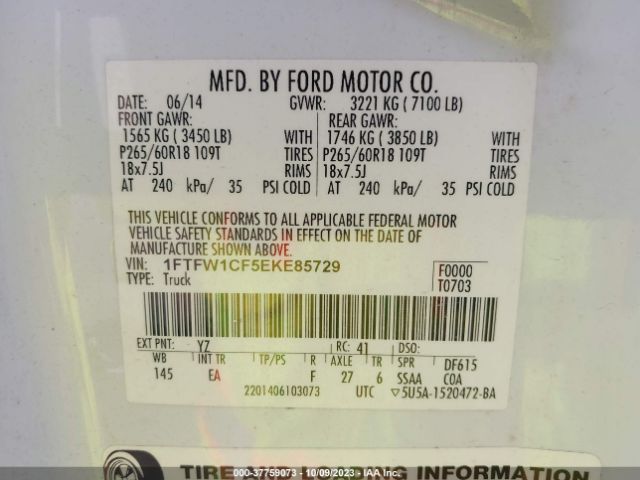 MFD. BY FORD MOTOR CO.
DATE: 06/14 GVWR: 3221 KG ( 7100 LB)
FRONT GAWR: REAR GAWR:
1565 KG ( 3450 LB) WITH 1746 KG ( 3850 LB) WITH
P265/60R18 109T TIRES P265/60R18 109T TIRES
18x7.5J RIMS 18x7.5J RIMS
AT 240 kPa/ 35 PSI COLD AT 240 kPa/ 35 PSI COLD
THIS VEHICLE CONFORMS TO ALL APPLICABLE FEDERAL MOTOR
VEHICLE SAFETY STANDARDS IN EFFECT ON THE DATE OF
MANUFACTURE SHOWN ABOVE.
VIN: 1FTFW1CF5EKE85729 F0000
TYPE: Truck T0703
EXT PNT: YZ RC: 41 DSO:
WB INT TR TP/PS R AXLE TR SPR DF615
145 EA F 27 6 SSAA COA
2201406103073 UTC ▽5U5A-1520472-BA
TIRE LOADING INFORMATION
000-37759073 - 10/09/2023 - IAA Inc.